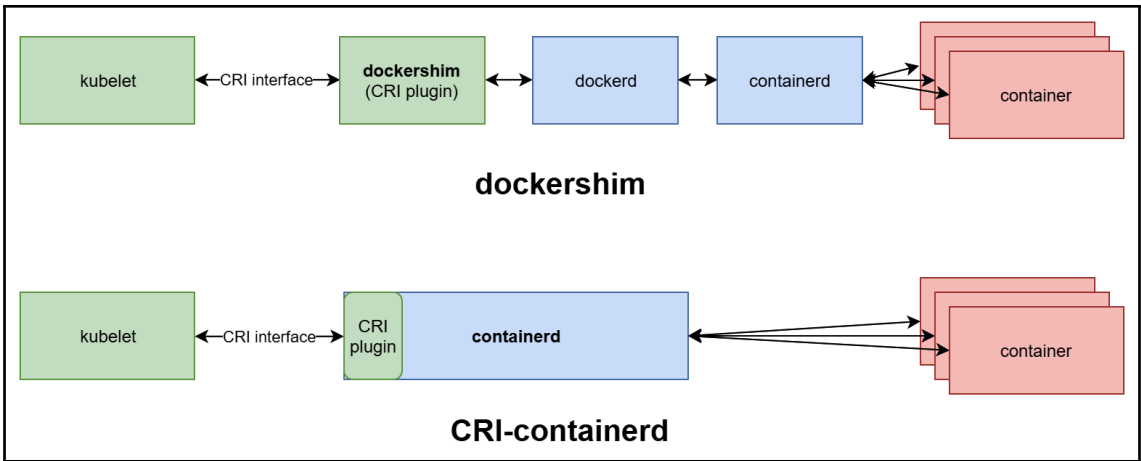 kubelet
CRI interface
dockershim
(CRI plugin)
dockerd
containerd
container
dockershim
kubelet
CRI interface
CRI
plugin
containerd
container
CRI-containerd